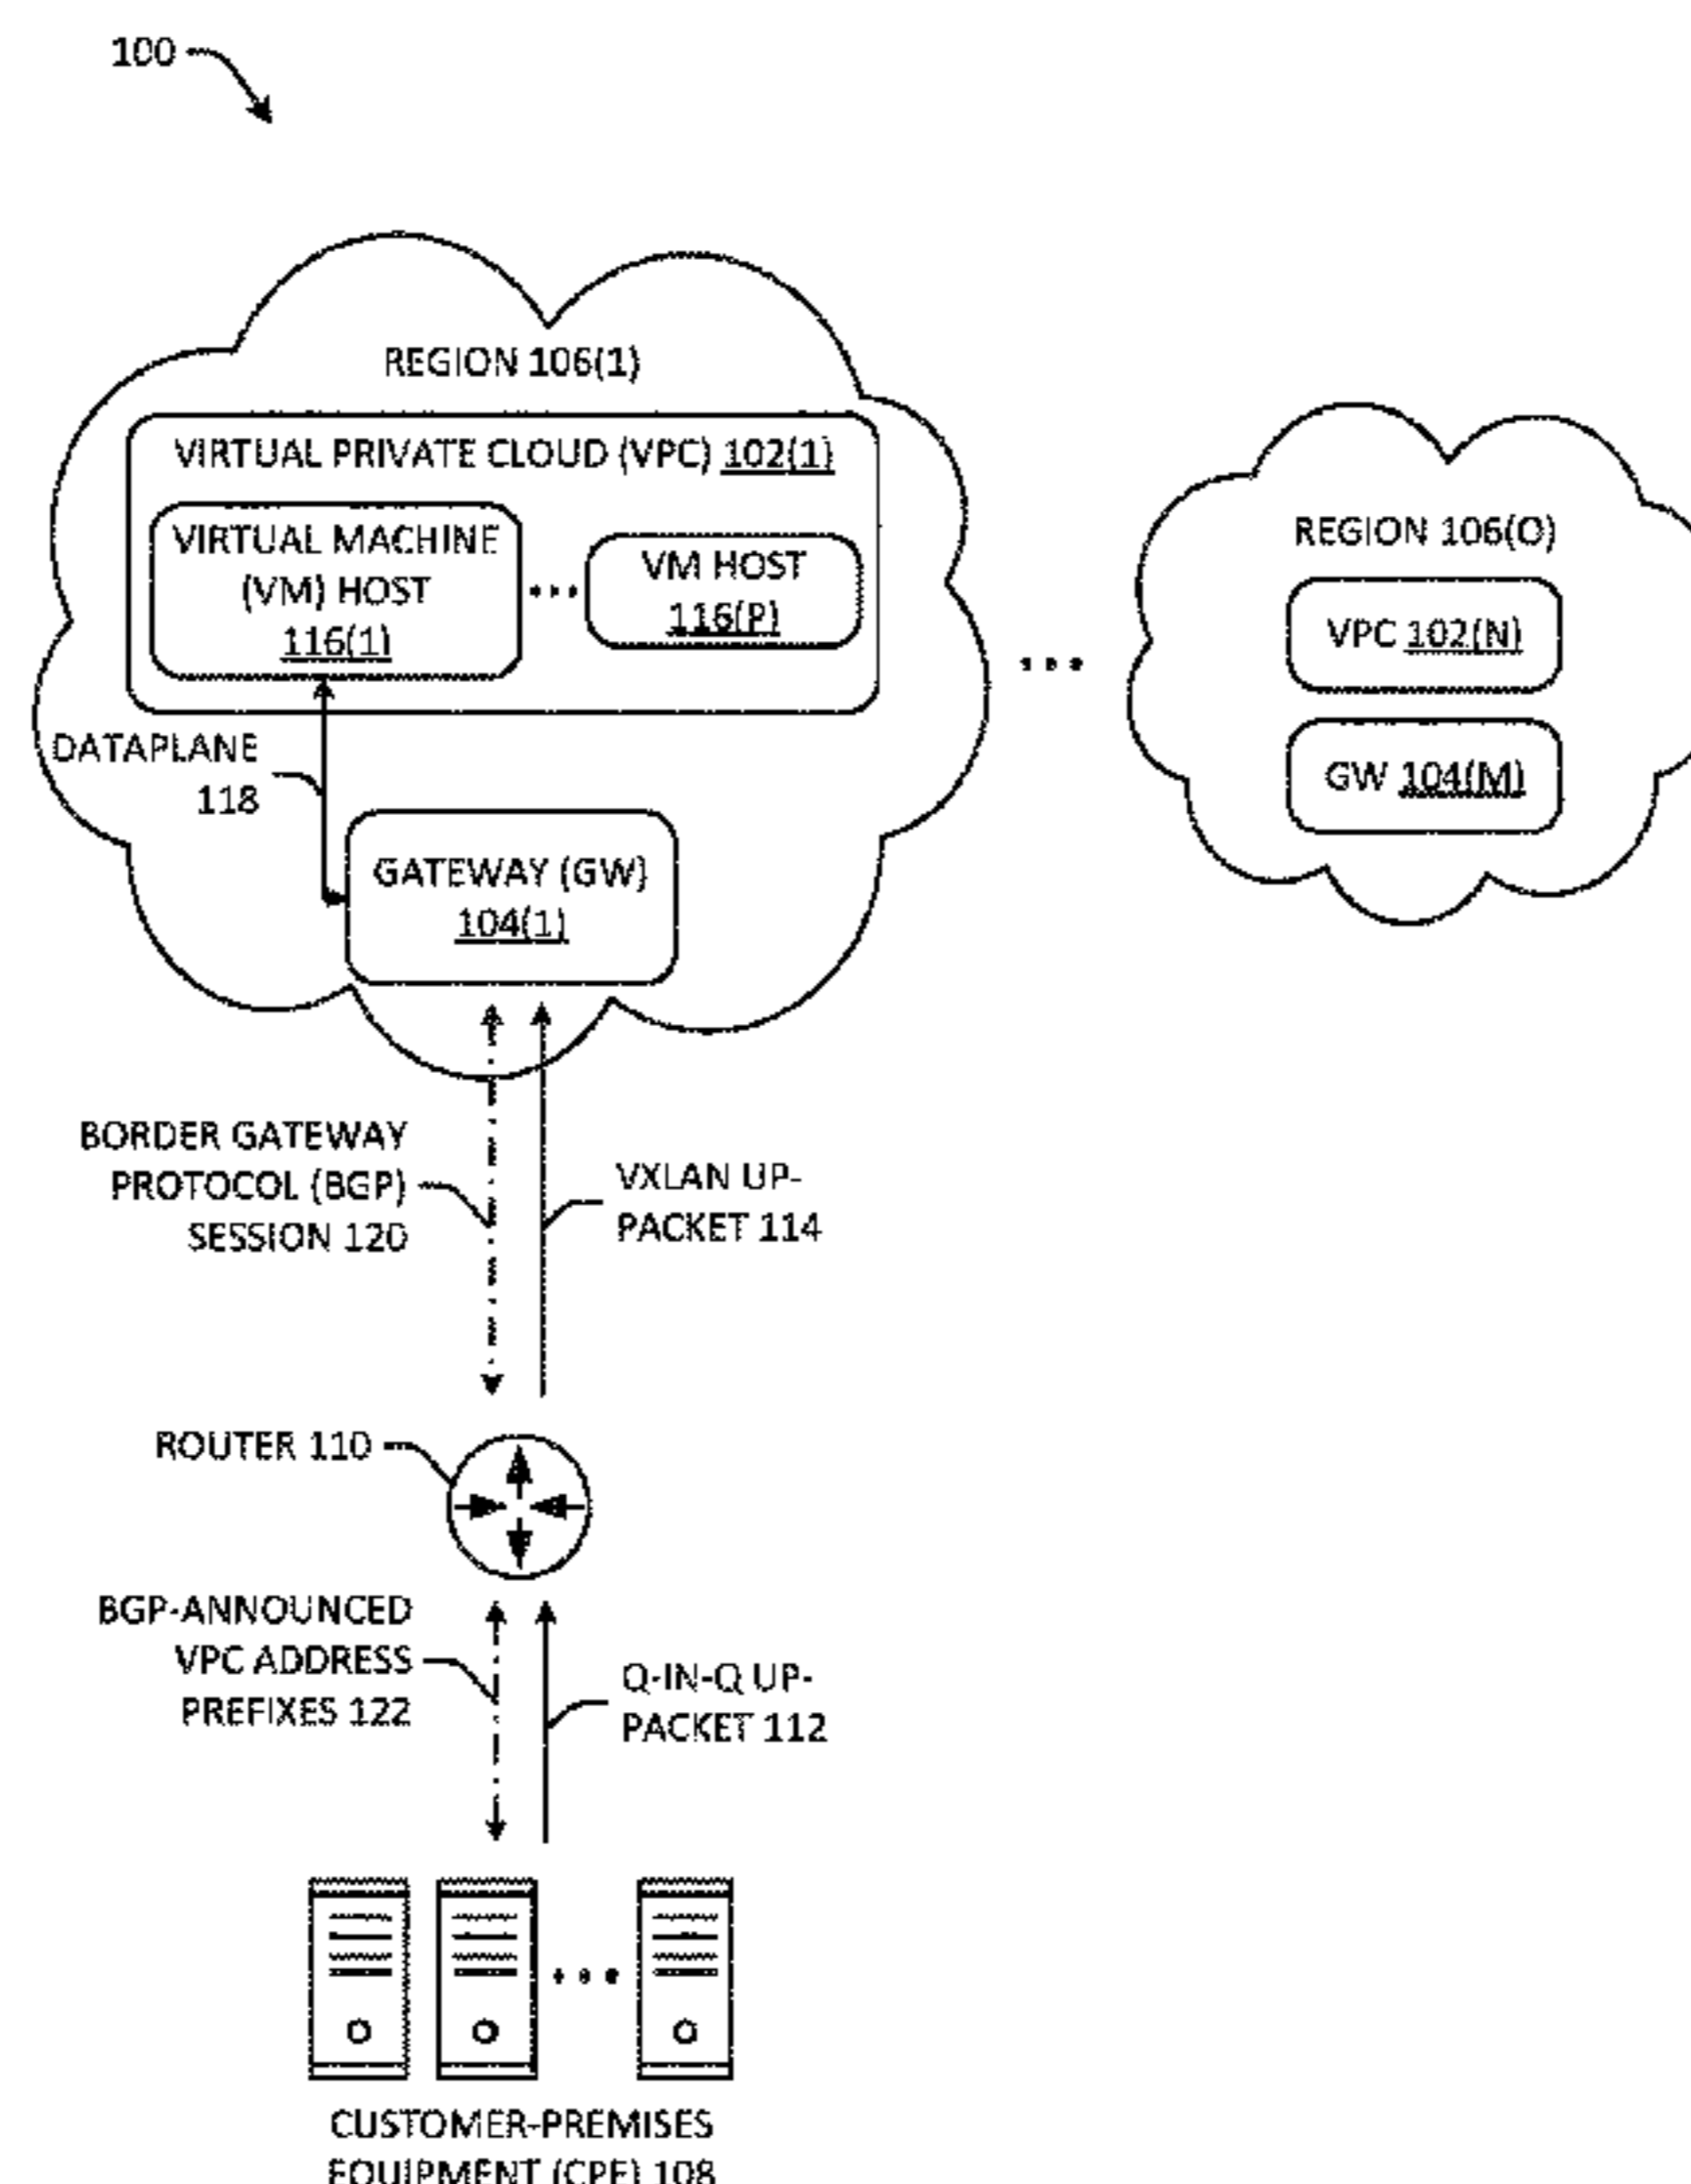 100
REGION 106(1)
VIRTUAL PRIVATE CLOUD (VPC) 102(1)
VIRTUAL MACHINE
(VM) HOST
116(1)
VM HOST
116(P)
DATAPLANE
118
GATEWAY (GW)
104(1)
REGION 106(O)
VPC 102(N)
GW 104(M)
BORDER GATEWAY
PROTOCOL (BGP)
SESSION 120
VXLAN UP-
PACKET 114
ROUTER 110
BGP-ANNOUNCED
VPC ADDRESS
PREFIXES 122
Q-IN-Q UP-
PACKET 112
CUSTOMER-PREMISES
EQUIPMENT (CPE) 108